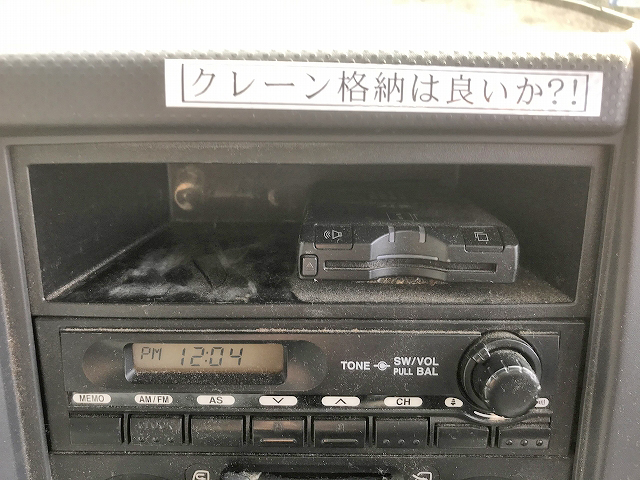 「クレーン格納は良いか?!
PM 12:04
TONE SW/VOL
PULL BAL
MEMO AM/FM AS CH